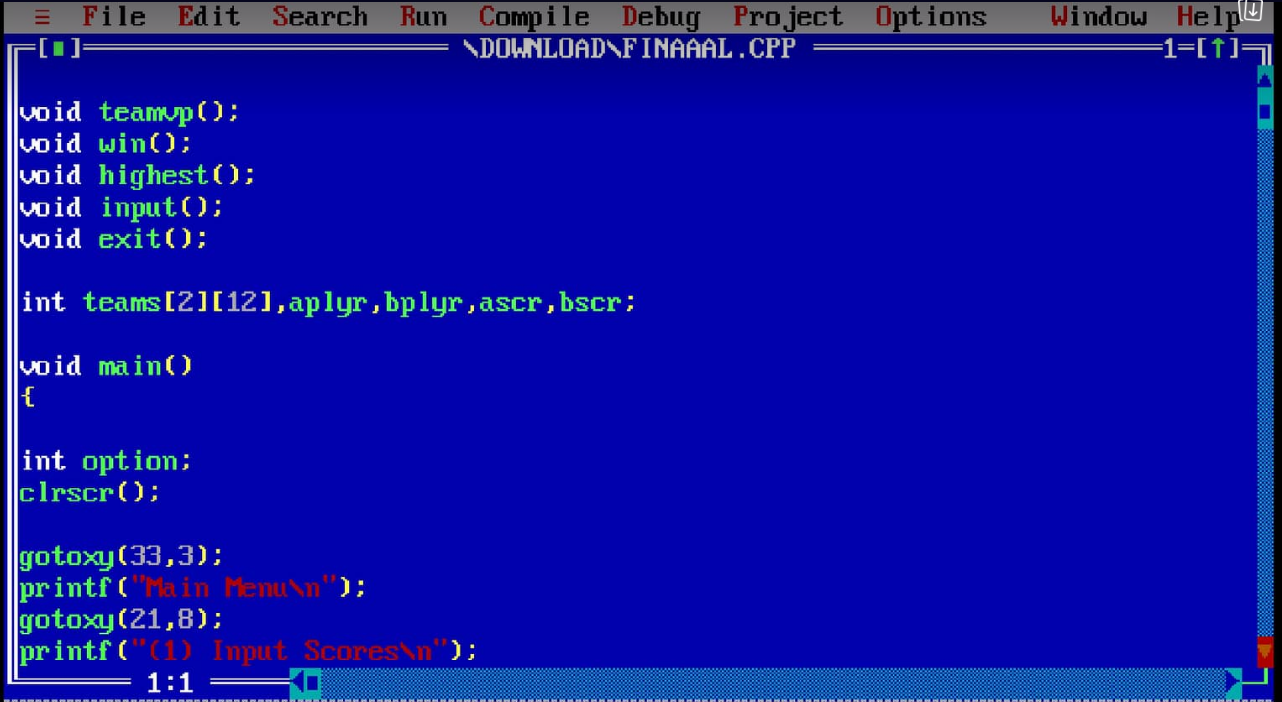 ≡ File Edit Search Run Compile Debug Project Options Window Help
[■] \DOWNLOAD\FINAAAL.CPP 1=[↑]
void teamvp();
void win();
void highest();
void input();
void exit();
int teams[2][12],aplyr,bplyr,ascr,bscr;
void main()
{
int option;
clrscr();
gotoxy(33,3);
printf("Main Menu\n");
gotoxy(21,8);
printf("(1) Input Scores\n");
1:1